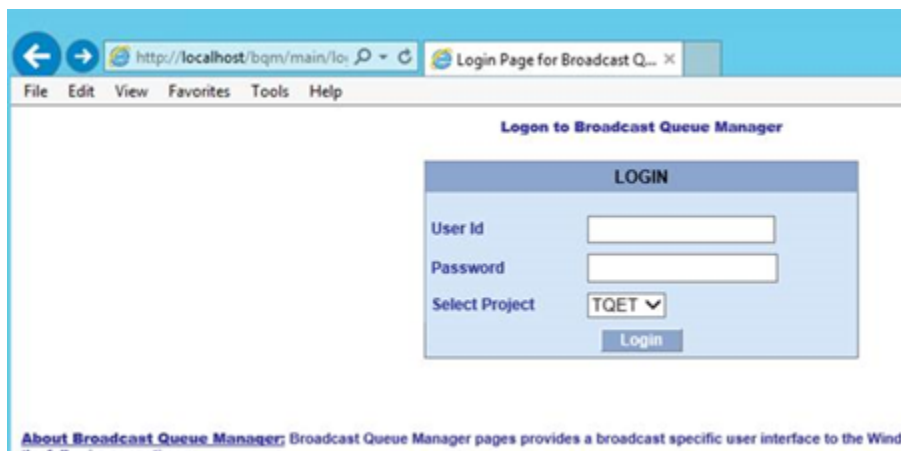 http://localhost/bqm/main/lo
Login Page for Broadcast Q...
File Edit View Favorites Tools Help
Logon to Broadcast Queue Manager
LOGIN
User Id
Password
Select Project TQET
Login
About Broadcast Queue Manager: Broadcast Queue Manager pages provides a broadcast specific user interface to the Wind